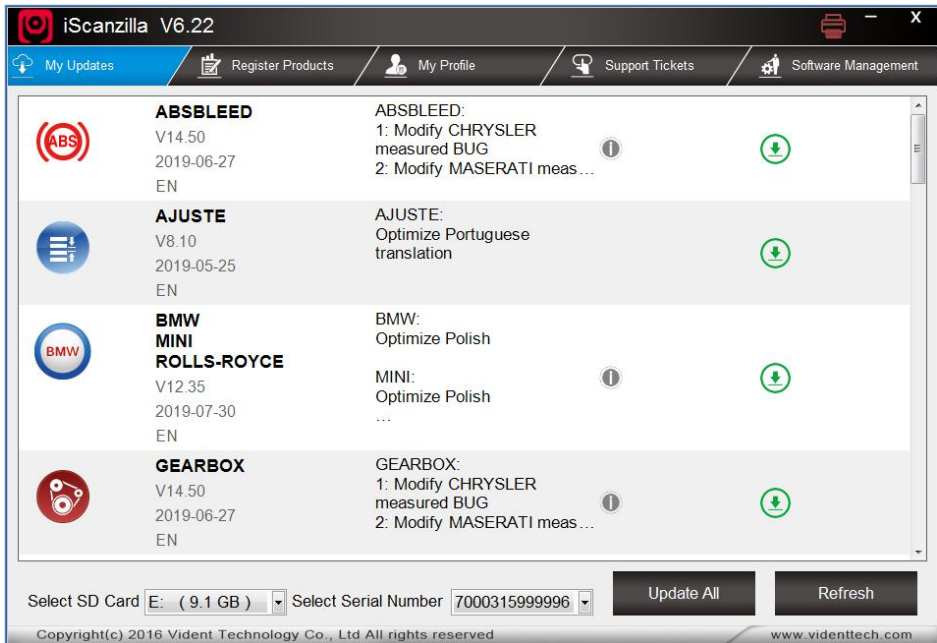 iScanzilla V6.22
X
My Updates
Register Products
My Profile
Support Tickets
Software Management
ABS
ABSBLEED
V14.50
2019-06-27
EN
ABSBLEED:
1: Modify CHRYSLER
measured BUG
2: Modify MASERATI meas...
AJUSTE
V8.10
2019-05-25
EN
AJUSTE:
Optimize Portuguese
translation
BMW
BMW
MINI
ROLLS-ROYCE
V12.35
2019-07-30
EN
BMW:
Optimize Polish
MINI:
Optimize Polish
...
GEARBOX
V14.50
2019-06-27
EN
GEARBOX:
1: Modify CHRYSLER
measured BUG
2: Modify MASERATI meas...
Select SD Card E: ( 9.1 GB ) Select Serial Number 7000315999996
Update All
Refresh
Copyright(c) 2016 Vident Technology Co., Ltd All rights reserved
www.videnttech.com